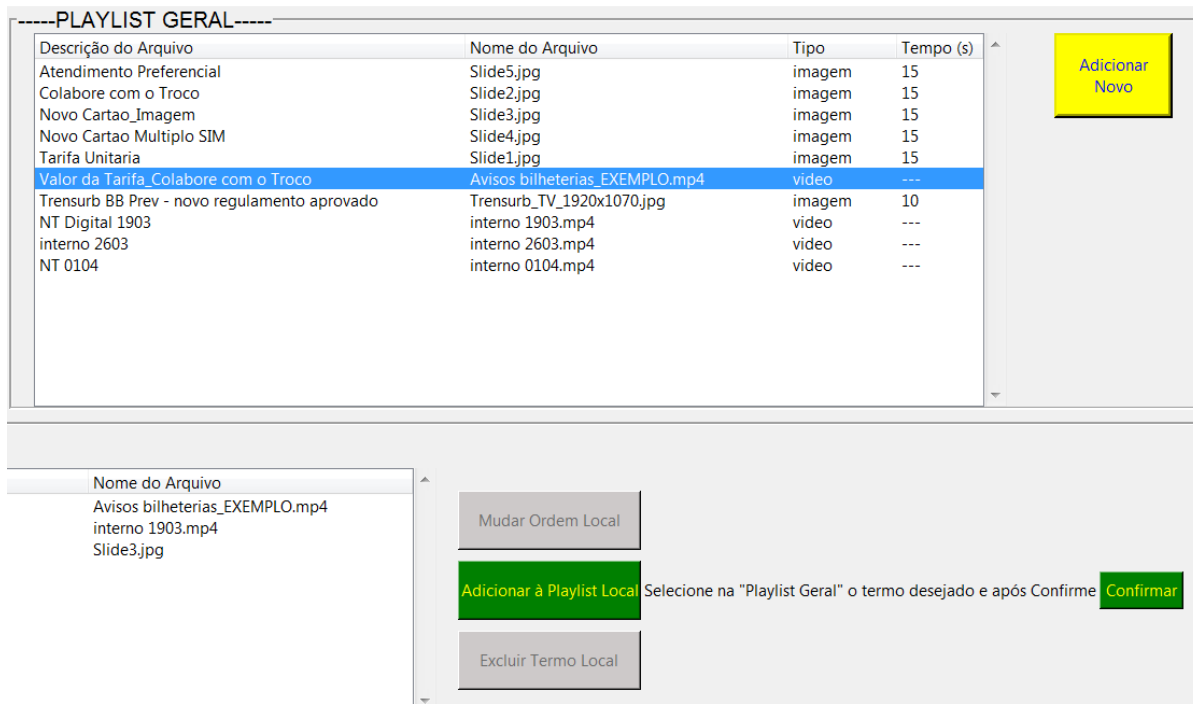 -----PLAYLIST GERAL-----
Descrição do Arquivo Nome do Arquivo Tipo Tempo (s)
Atendimento Preferencial Slide5.jpg imagem 15
Colabore com o Troco Slide2.jpg imagem 15
Novo Cartao_Imagem Slide3.jpg imagem 15
Novo Cartao Multiplo SIM Slide4.jpg imagem 15
Tarifa Unitaria Slide1.jpg imagem 15
Valor da Tarifa_Colabore com o Troco Avisos bilheterias_EXEMPLO.mp4 video ---
Trensurb BB Prev - novo regulamento aprovado Trensurb_TV_1920x1070.jpg imagem 10
NT Digital 1903 interno 1903.mp4 video ---
interno 2603 interno 2603.mp4 video ---
NT 0104 interno 0104.mp4 video ---
Adicionar
Novo
Nome do Arquivo
Avisos bilheterias_EXEMPLO.mp4
interno 1903.mp4
Slide3.jpg
Mudar Ordem Local
Adicionar à Playlist Local Selecione na "Playlist Geral" o termo desejado e após Confirme Confirmar
Excluir Termo Local